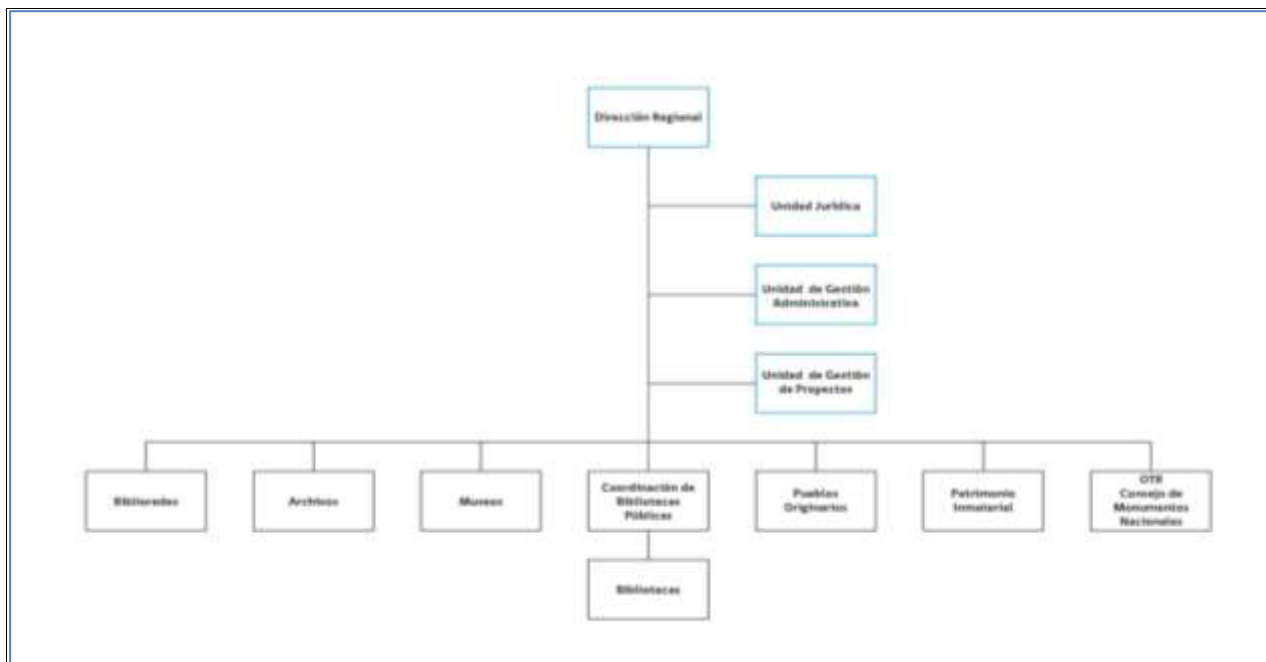 Dirección Regional
Unidad Jurídica
Unidad de Gestión
Administrativa
Unidad de Gestión
de Proyectos
Biblioredes
Archivos
Museos
Coordinación de
Bibliotecas
Públicas
Pueblos
Originarios
Patrimonio
Inmaterial
OTR
Consejo de
Monumentos
Nacionales
Bibliotecas